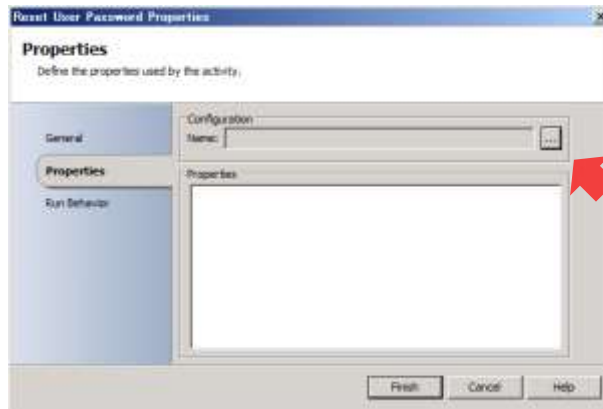 Reset User Password Properties
Properties
Define the properties used by the activity.
General
Properties
Run Behavior
Configuration
Name:
...
Properties
Finish
Cancel
Help